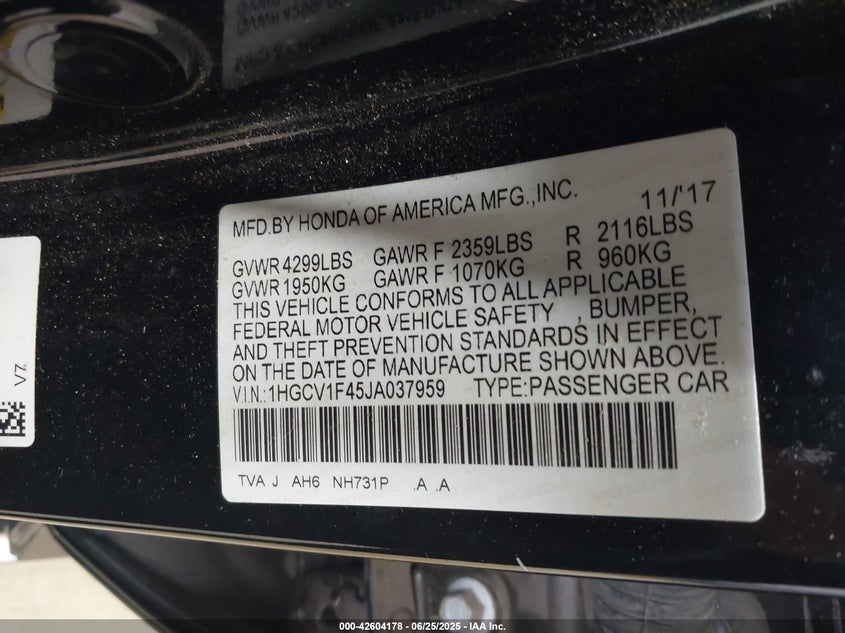 MFD.BY HONDA OF AMERICA MFG.,INC. 11/'17
GVWR 4299LBS GAWR F 2359LBS R 2116LBS
GVWR 1950KG GAWR F 1070KG R 960KG
THIS VEHICLE CONFORMS TO ALL APPLICABLE
FEDERAL MOTOR VEHICLE SAFETY , BUMPER,
AND THEFT PREVENTION STANDARDS IN EFFECT
ON THE DATE OF MANUFACTURE SHOWN ABOVE.
V.I.N.:1HGCV1F45JA037959 TYPE:PASSENGER CAR
TVA J AH6 NH731P .A .A
V7
000-42604178 - 06/25/2025 - IAA Inc.